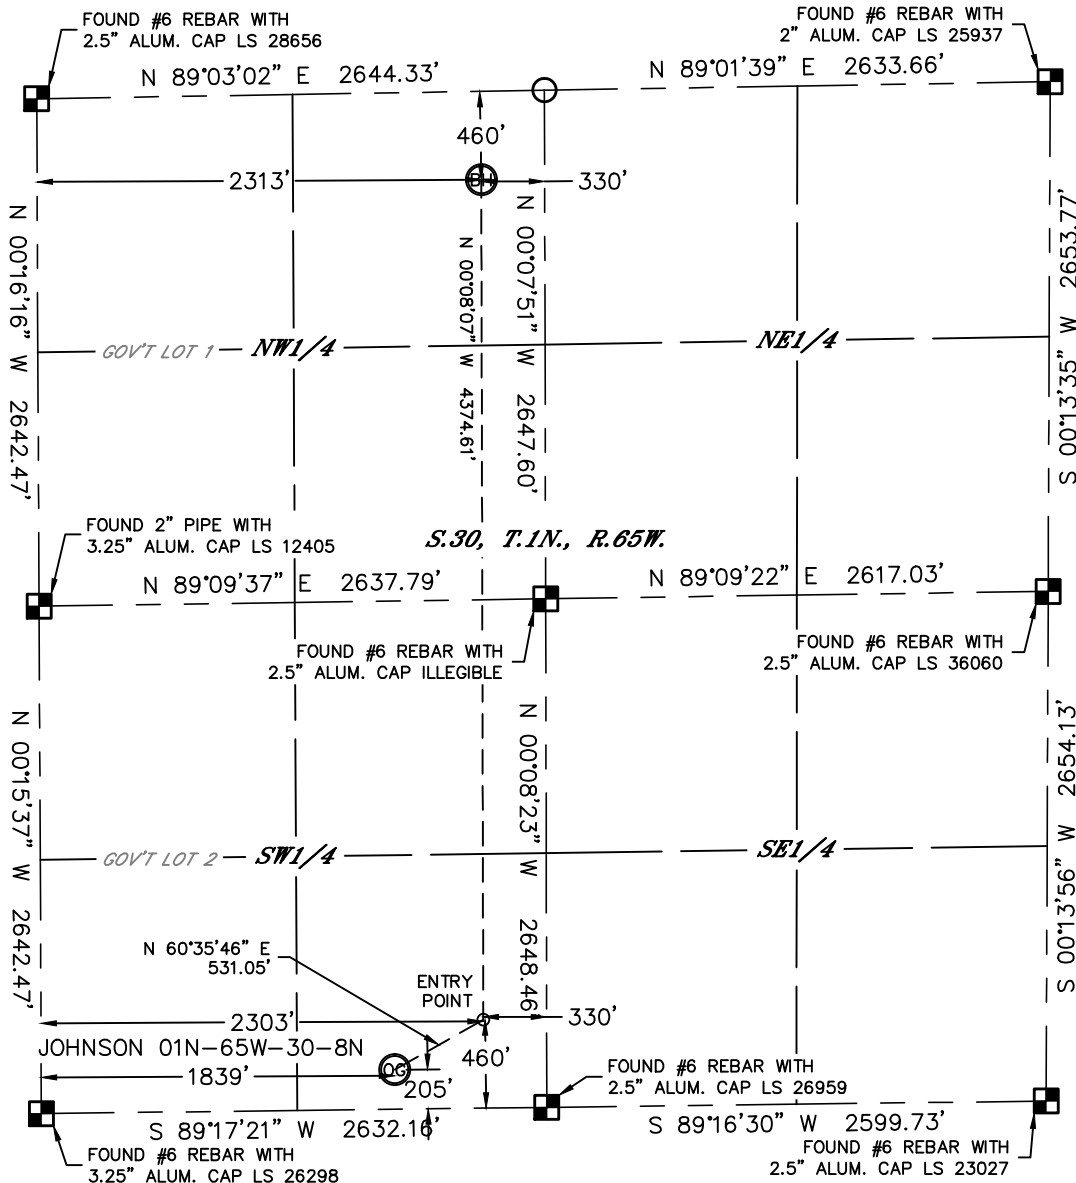 FOUND #6 REBAR WITH
2.5" ALUM. CAP LS 28656
FOUND #6 REBAR WITH
2" ALUM. CAP LS 25937
N 89°03'02" E 2644.33'
N 89°01'39" E 2633.66'
460'
2313'
BH
330'
N 00°16'16" W 2642.47'
N 00°08'07" W 4374.61'
N 00°07'51" W 2647.60'
S 00°13'35" W 2653.77'
GOV'T LOT 1
NW1/4
NE1/4
FOUND 2" PIPE WITH
3.25" ALUM. CAP LS 12405
S.30, T.1N., R.65W.
N 89°09'37" E 2637.79'
N 89°09'22" E 2617.03'
FOUND #6 REBAR WITH
2.5" ALUM. CAP ILLEGIBLE
FOUND #6 REBAR WITH
2.5" ALUM. CAP LS 36060
N 00°15'37" W 2642.47'
N 00°08'23" W 2648.46'
S 00°13'56" W 2654.13'
GOV'T LOT 2
SW1/4
SE1/4
N 60°35'46" E
531.05'
ENTRY
POINT
2303'
330'
JOHNSON 01N-65W-30-8N
460'
1839'
OG
205'
FOUND #6 REBAR WITH
2.5" ALUM. CAP LS 26959
S 89°17'21" W 2632.16'
S 89°16'30" W 2599.73'
FOUND #6 REBAR WITH
3.25" ALUM. CAP LS 26298
FOUND #6 REBAR WITH
2.5" ALUM. CAP LS 23027